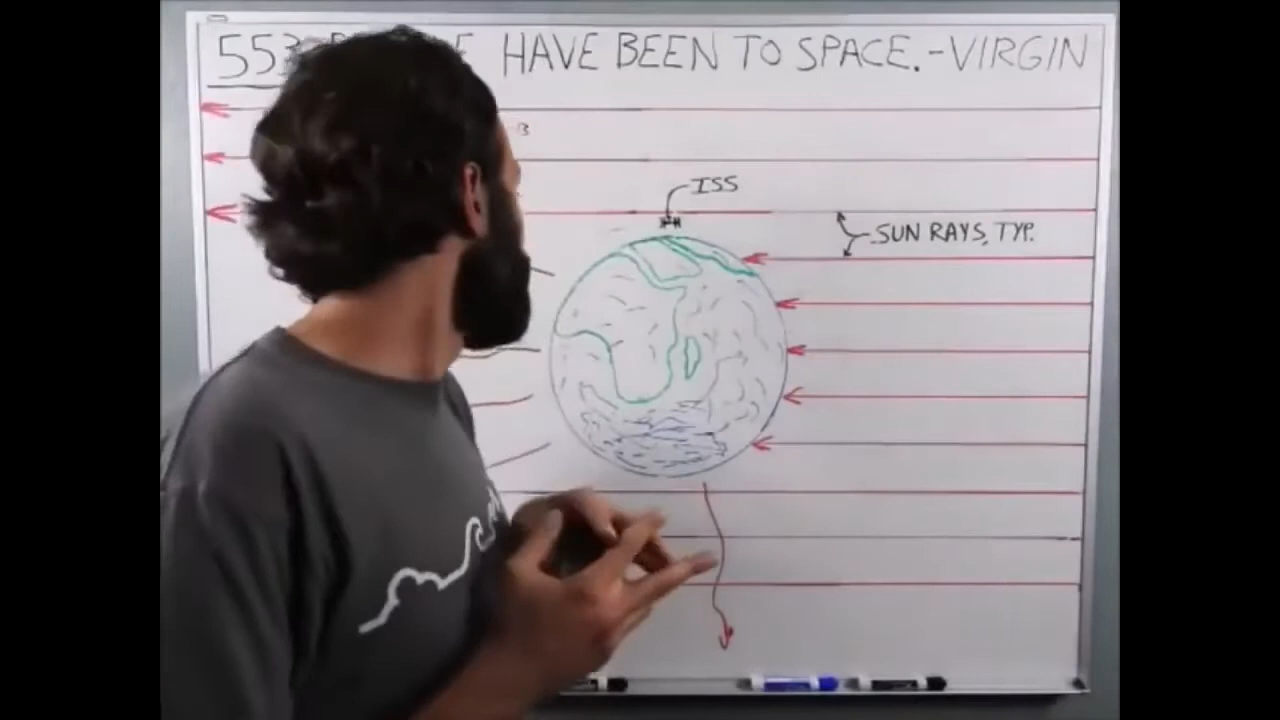 553 HAVE BEEN TO SPACE. -VIRGIN
ISS
SUN RAYS, TYP.